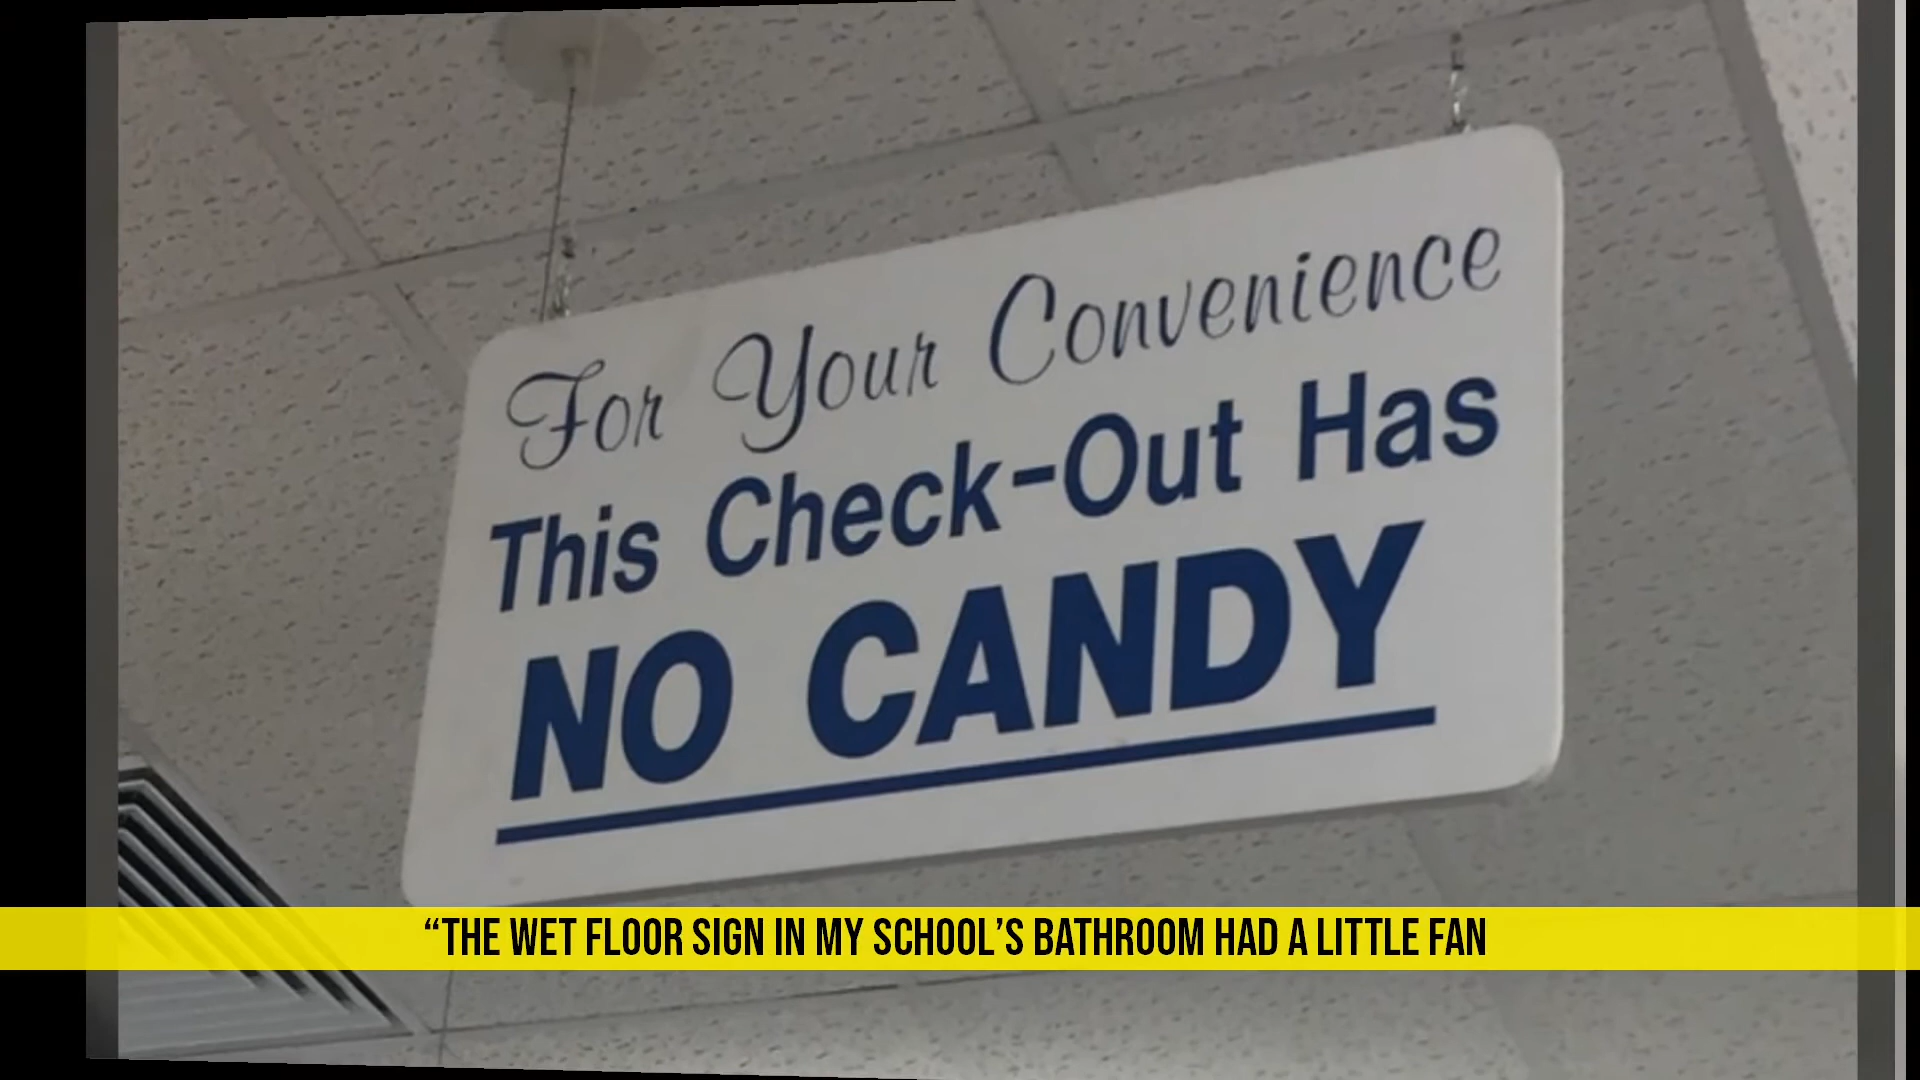 For Your Convenience
This Check-Out Has
NO CANDY
“THE WET FLOOR SIGN IN MY SCHOOL’S BATHROOM HAD A LITTLE FAN